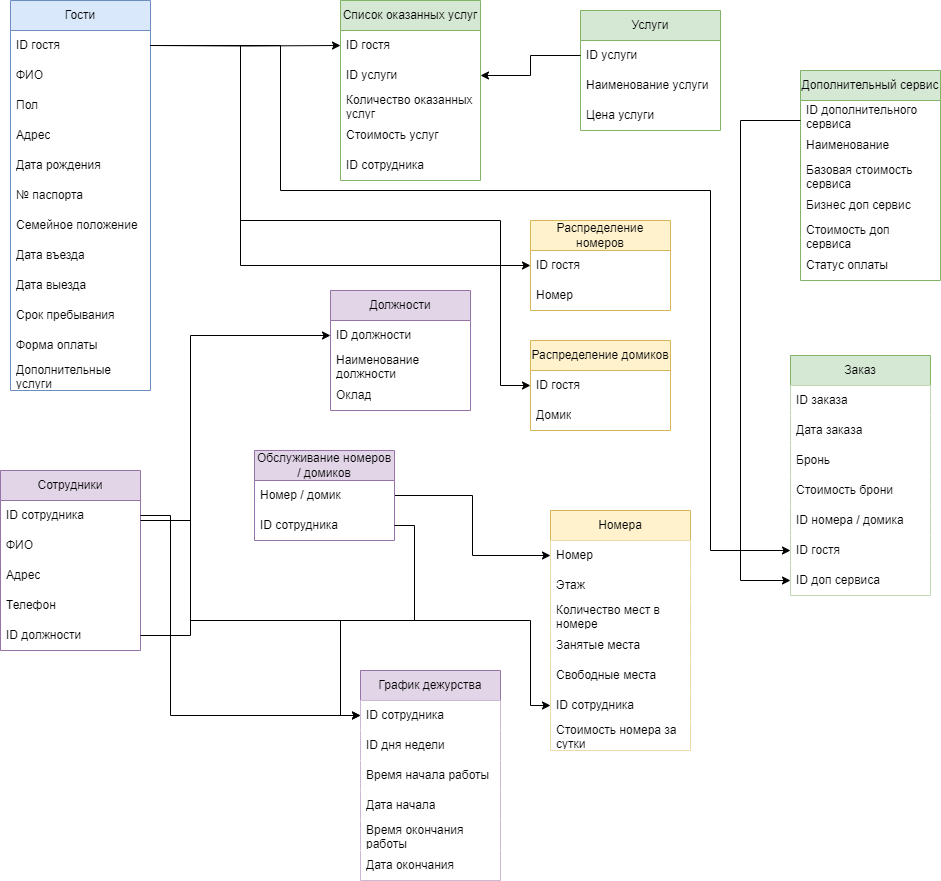 Гости
ID гостя
ФИО
Пол
Адрес
Дата рождения
№ паспорта
Семейное положение
Дата въезда
Дата выезда
Срок пребывания
Форма оплаты
Дополнительные
услуги
Список оказанных услуг
ID гостя
ID услуги
Количество оказанных
услуг
Стоимость услуг
ID сотрудника
Услуги
ID услуги
Наименование услуги
Цена услуги
Дополнительный сервис
ID дополнительного
сервиса
Наименование
Базовая стоимость
сервиса
Бизнес доп сервис
Стоимость доп
сервиса
Статус оплаты
Распределение
номеров
ID гостя
Номер
Должности
ID должности
Наименование
должности
Оклад
Распределение домиков
ID гостя
Домик
Заказ
ID заказа
Дата заказа
Бронь
Стоимость брони
ID номера / домика
ID гостя
ID доп сервиса
Сотрудники
ID сотрудника
ФИО
Адрес
Телефон
ID должности
Обслуживание номеров
/ домиков
Номер / домик
ID сотрудника
Номера
Номер
Этаж
Количество мест в
номере
Занятые места
Свободные места
ID сотрудника
Стоимость номера за
сутки
График дежурства
ID сотрудника
ID дня недели
Время начала работы
Дата начала
Время окончания
работы
Дата окончания